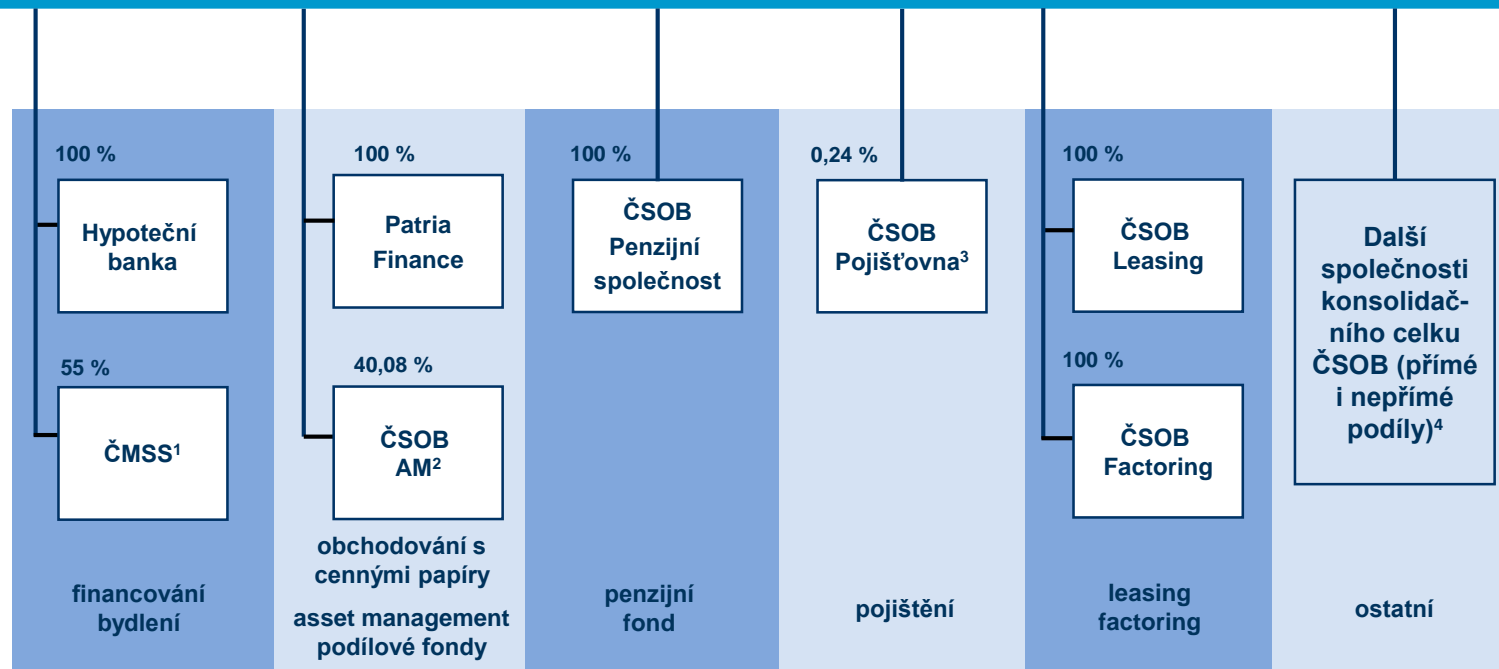 100 %
Hypoteční
banka
55 %
ČMSS¹
financování
bydlení
100 %
Patria
Finance
40,08 %
ČSOB
AM²
obchodování s
cennými papíry
asset management
podílové fondy
100 %
ČSOB
Penzijní
společnost
penzijní
fond
0,24 %
ČSOB
Pojišťovna³
pojištění
100 %
ČSOB
Leasing
100 %
ČSOB
Factoring
leasing
factoring
Další
společnosti
konsolidač-
ního celku
ČSOB (přímé
i nepřímé
podíly)⁴
ostatní